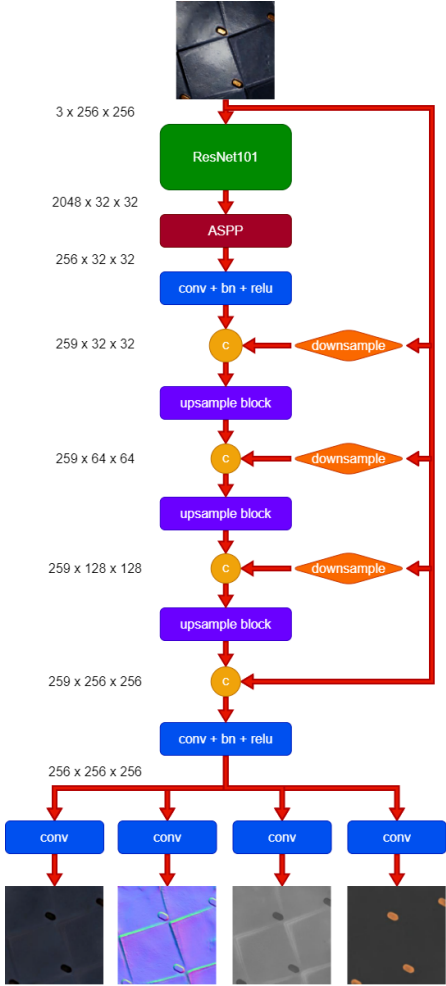 3 x 256 x 256
ResNet101
2048 x 32 x 32
ASPP
256 x 32 x 32
conv + bn + relu
259 x 32 x 32
c
downsample
upsample block
259 x 64 x 64
c
downsample
upsample block
259 x 128 x 128
c
downsample
upsample block
259 x 256 x 256
c
conv + bn + relu
256 x 256 x 256
conv
conv
conv
conv